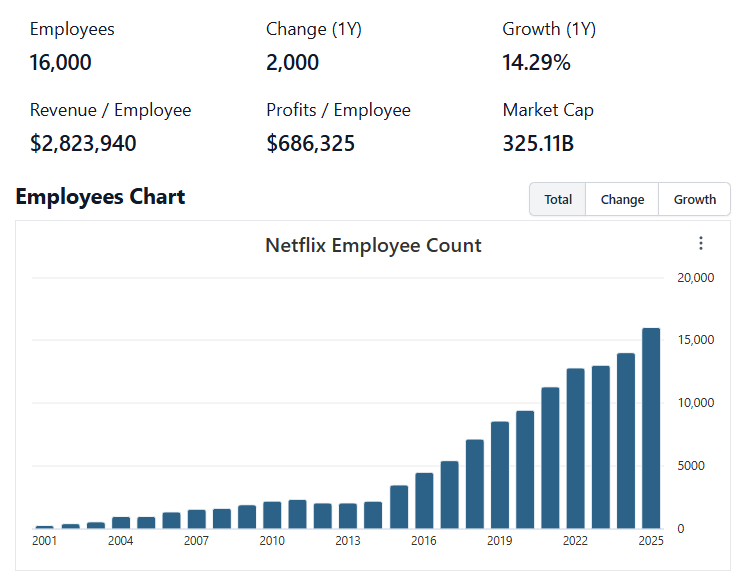 Employees Change (1Y) Growth (1Y)
16,000 2,000 14.29%
Revenue / Employee Profits / Employee Market Cap
$2,823,940 $686,325 325.11B
Employees Chart Total Change Growth
Netflix Employee Count
20,000
15,000
10,000
5000
0
2001 2004 2007 2010 2013 2016 2019 2022 2025